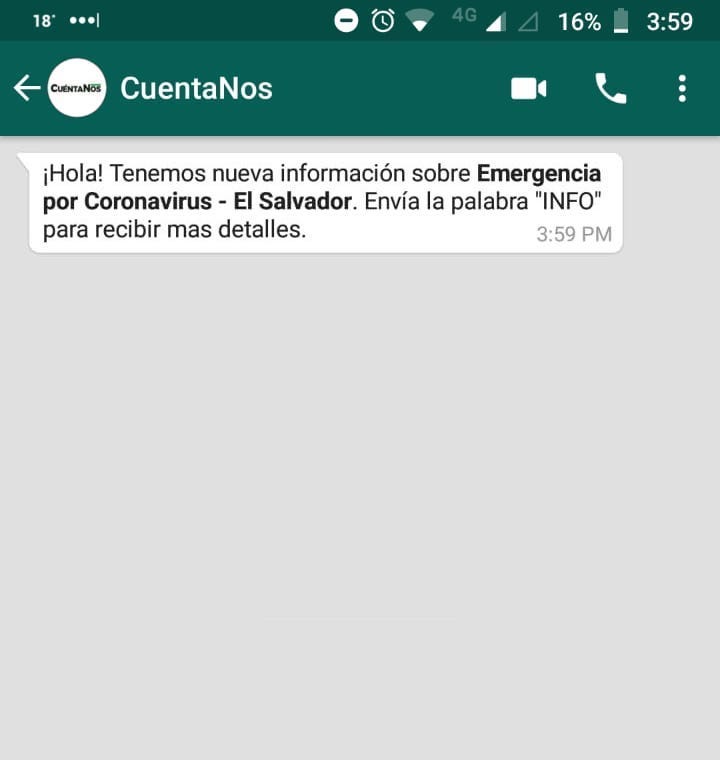 18° •••| 4G 16% 3:59
CUÉNTANOS CuentaNos
¡Hola! Tenemos nueva información sobre Emergencia
por Coronavirus - El Salvador. Envía la palabra "INFO"
para recibir mas detalles. 3:59 PM